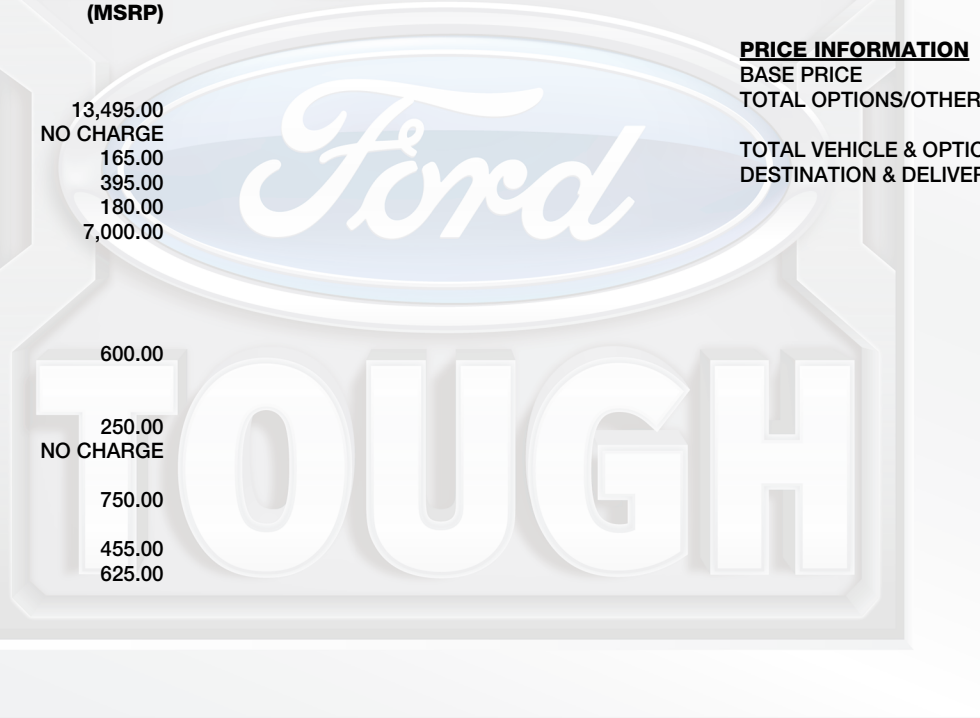 (MSRP)
13,495.00
NO CHARGE
165.00
395.00
180.00
7,000.00
600.00
250.00
NO CHARGE
750.00
455.00
625.00
PRICE INFORMATION
BASE PRICE
TOTAL OPTIONS/OTHER
TOTAL VEHICLE & OPTIO
DESTINATION & DELIVER
Ford
TOUGH